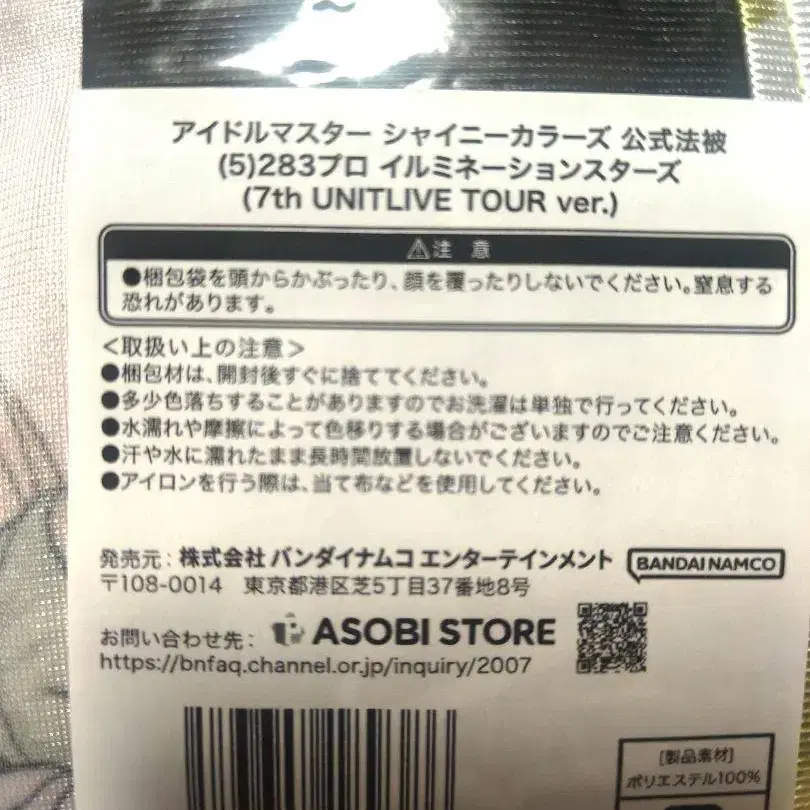 アイドルマスター シャイニーカラーズ 公式法被
(5)283プロ イルミネーションスターズ
(7th UNITLIVE TOUR ver.)
⚠注 意
●梱包袋を頭からかぶったり、顔を覆ったりしないでください。窒息する
恐れがあります。
<取扱い上の注意>
●梱包材は、開封後すぐに捨ててください。
●多少色落ちすることがありますのでお洗濯は単独で行ってください。
●水濡れや摩擦によって色移りする場合がございますのでご注意ください。
●汗や水に濡れたまま長時間放置しないでください。
●アイロンを行う際は、当て布などを使用してください。
発売元：株式会社 バンダイナムコ エンターテインメント BANDAI NAMCO
〒108-0014 東京都港区芝5丁目37番地8号
お問い合わせ先： ASOBI STORE
https://bnfaq.channel.or.jp/inquiry/2007
[製品素材]
ポリエステル100%